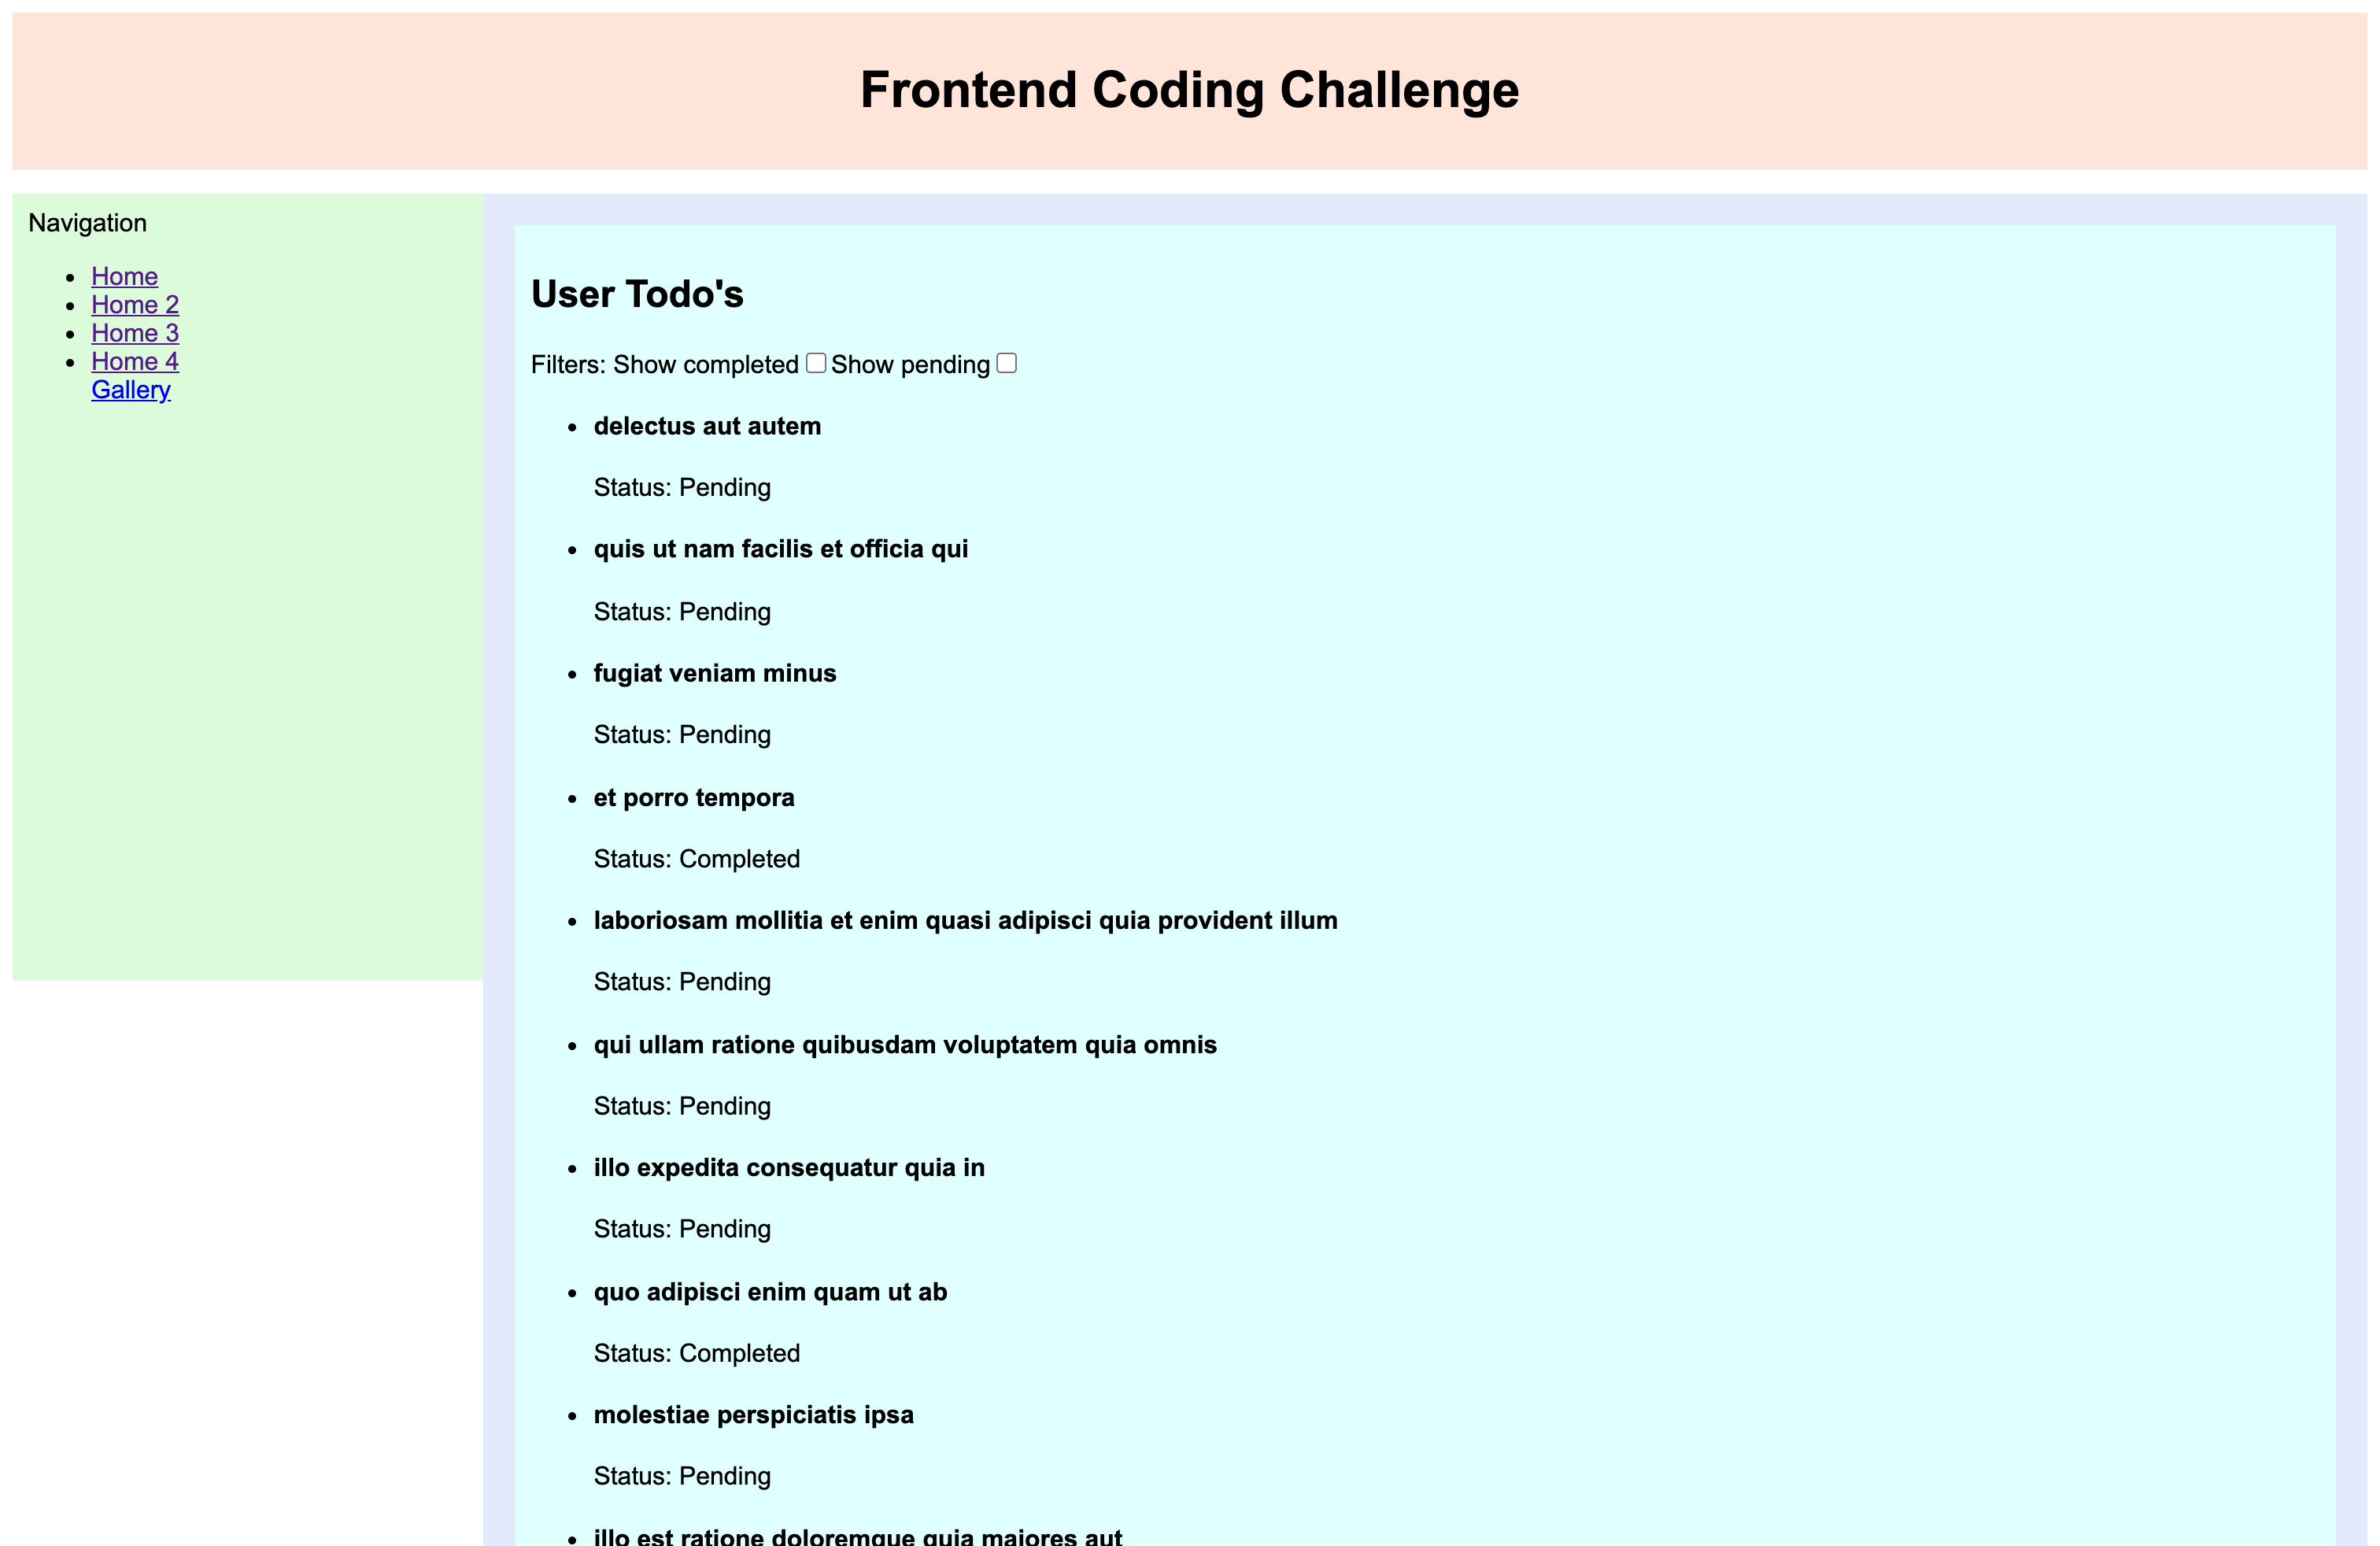 Frontend Coding Challenge
Navigation
Home
Home 2
Home 3
Home 4
Gallery
User Todo's
Filters: Show completed Show pending
delectus aut autem
Status: Pending
quis ut nam facilis et officia qui
Status: Pending
fugiat veniam minus
Status: Pending
et porro tempora
Status: Completed
laboriosam mollitia et enim quasi adipisci quia provident illum
Status: Pending
qui ullam ratione quibusdam voluptatem quia omnis
Status: Pending
illo expedita consequatur quia in
Status: Pending
quo adipisci enim quam ut ab
Status: Completed
molestiae perspiciatis ipsa
Status: Pending
illo est ratione doloremque quia maiores aut